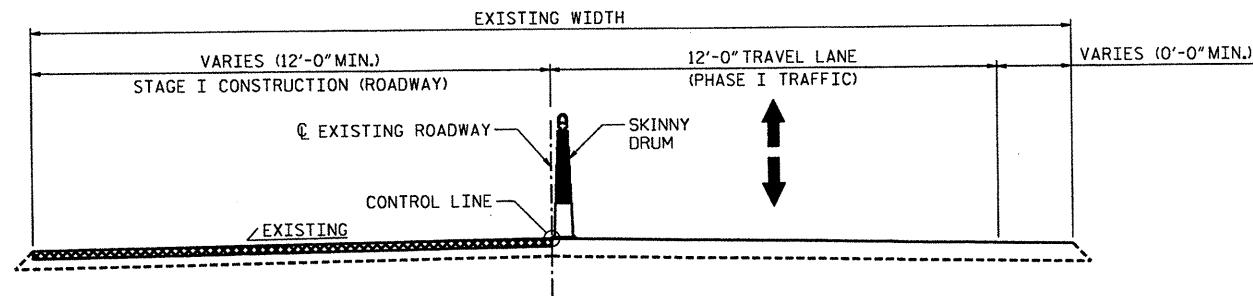 EXISTING WIDTH
VARIES (12'-0" MIN.)
STAGE I CONSTRUCTION (ROADWAY)
12'-0" TRAVEL LANE
(PHASE I TRAFFIC)
VARIES (0'-0" MIN.)
℄ EXISTING ROADWAY
SKINNY
DRUM
CONTROL LINE
EXISTING